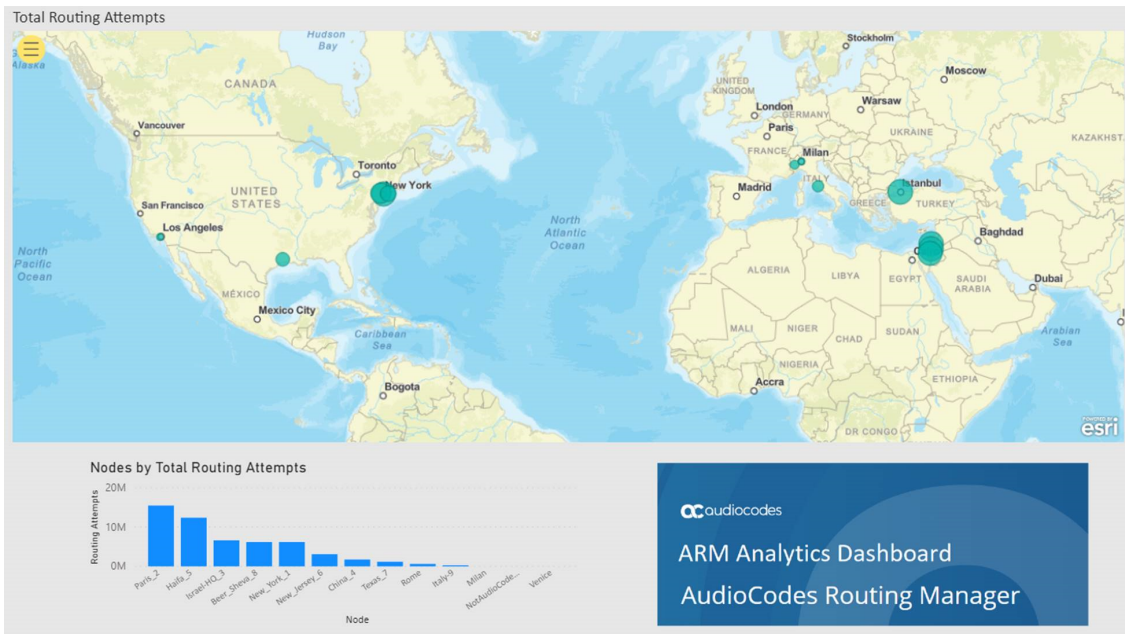 Total Routing Attempts
Hudson
Bay
Alaska
CANADA
Vancouver
Toronto
New York
UNITED
STATES
San Francisco
Los Angeles
North
Pacific
Ocean
MÉXICO
Mexico City
Caribbean
Sea
Bogota
North
Atlantic
Ocean
Stockholm
Moscow
UNITED
KINGDOM
London
Warsaw
GERMANY
Paris
UKRAINE
KAZAKHST.
FRANCE
Milan
ITALY
Madrid
Istanbul
GREECE
TURKEY
Baghdad
ALGERIA
LIBYA
EGYPT
SAUDI
ARABIA
Dubai
MALI
NIGER
CHAD
SUDAN
Arabian
Sea
NIGERIA
Accra
ETHIOPIA
DR CONGO
POWERED BY
esri
Nodes by Total Routing Attempts
Routing Attempts
20M
10M
0M
Paris_2
Haifa_5
Israel-HQ_3
Beer_Sheva_8
New_York_1
New_Jersey_6
China_4
Texas_7
Rome
Italy-9
Milan
NotAudioCode...
Venice
Node
audiocodes
ARM Analytics Dashboard
AudioCodes Routing Manager